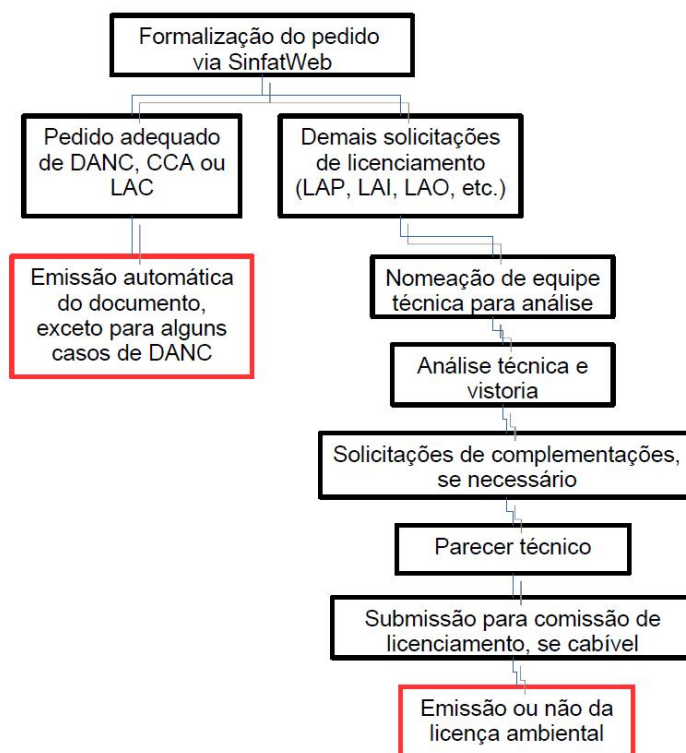 Formalização do pedido
via SinfatWeb
Pedido adequado
de DANC, CCA ou
LAC
Demais solicitações
de licenciamento
(LAP, LAI, LAO, etc.)
Emissão automática
do documento,
exceto para alguns
casos de DANC
Nomeação de equipe
técnica para análise
Análise técnica e
vistoria
Solicitações de complementações,
se necessário
Parecer técnico
Submissão para comissão de
licenciamento, se cabível
Emissão ou não da
licença ambiental